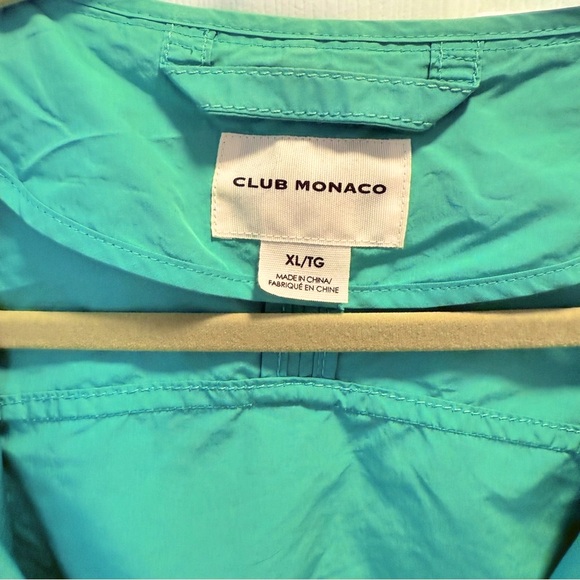 CLUB MONACO
XL/TG
MADE IN CHINA/
FABRIQUÉ EN CHINE